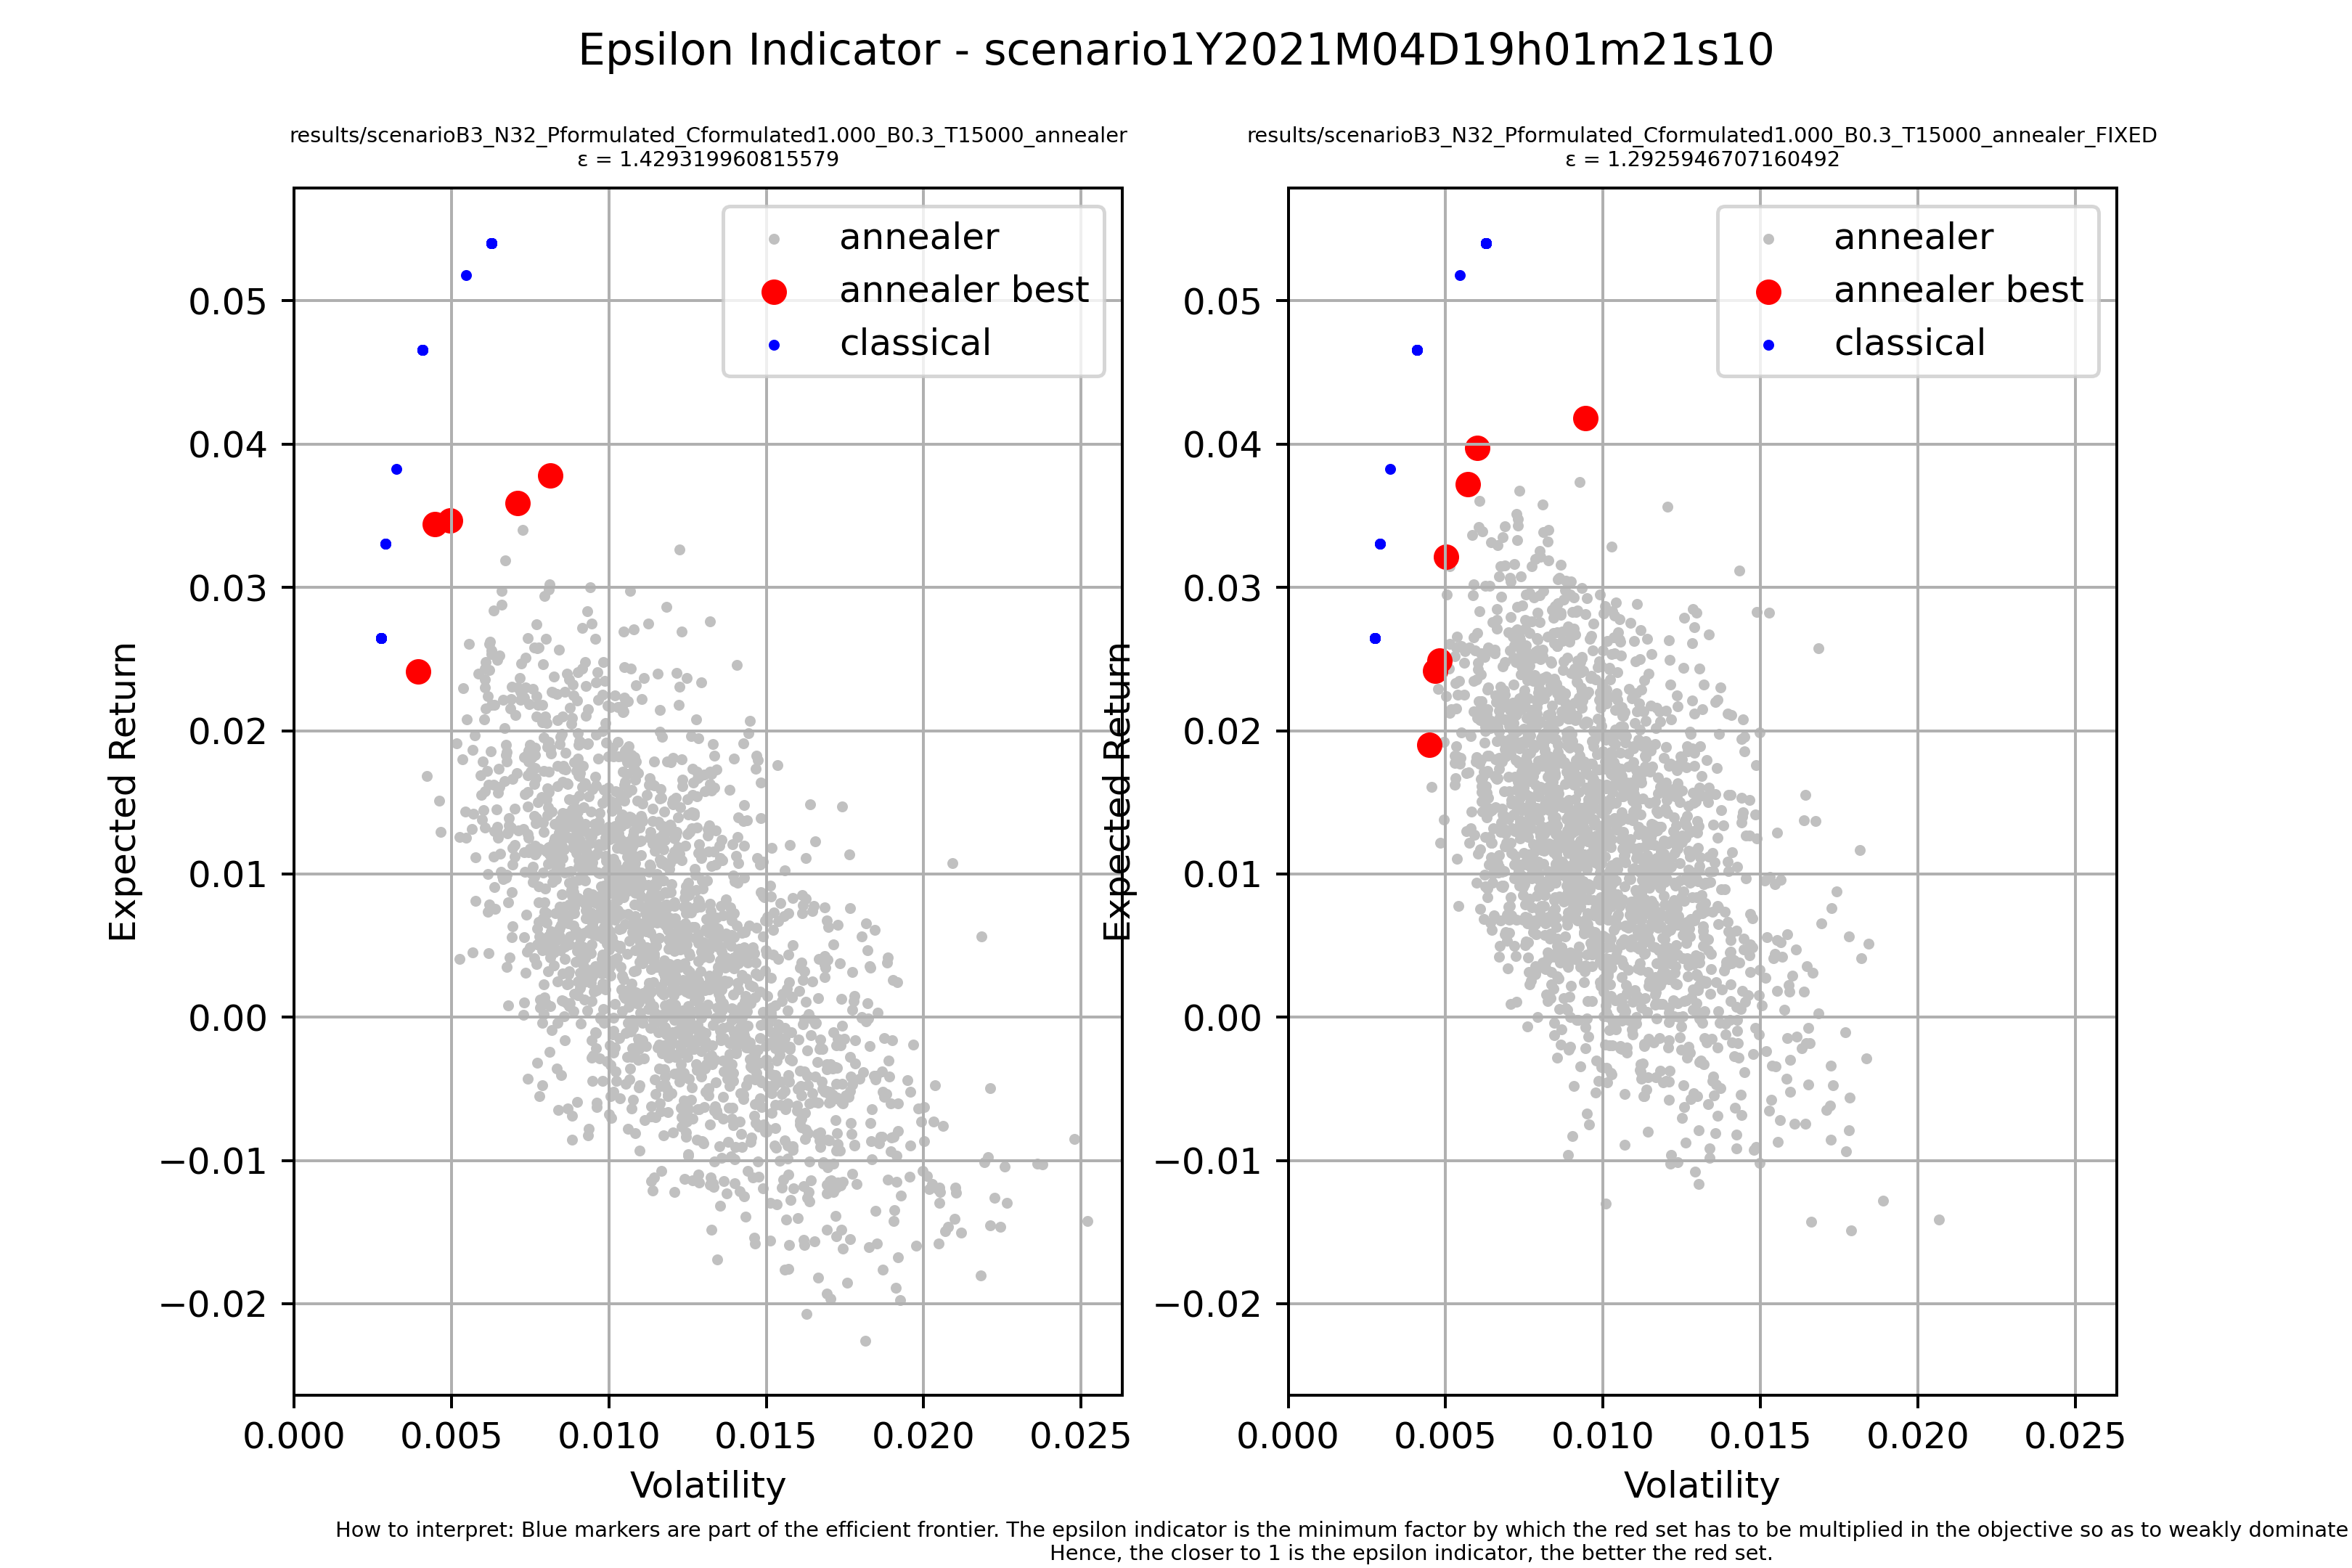 Epsilon Indicator - scenario1Y2021M04D19h01m21s10
results/scenarioB3_N32_Pformulated_Cformulated1.000_B0.3_T15000_annealer
ε = 1.429319960815579
annealer
annealer best
classical
0.05
0.04
0.03
0.02
0.01
0.00
−0.01
−0.02
Expected Return
0.000 0.005 0.010 0.015 0.020 0.025
Volatility
results/scenarioB3_N32_Pformulated_Cformulated1.000_B0.3_T15000_annealer_FIXED
ε = 1.2925946707160492
annealer
annealer best
classical
0.05
0.04
0.03
0.02
0.01
0.00
−0.01
−0.02
Expected Return
0.000 0.005 0.010 0.015 0.020 0.025
Volatility
How to interpret: Blue markers are part of the efficient frontier. The epsilon indicator is the minimum factor by which the red set has to be multiplied in the objective so as to weakly dominate
Hence, the closer to 1 is the epsilon indicator, the better the red set.